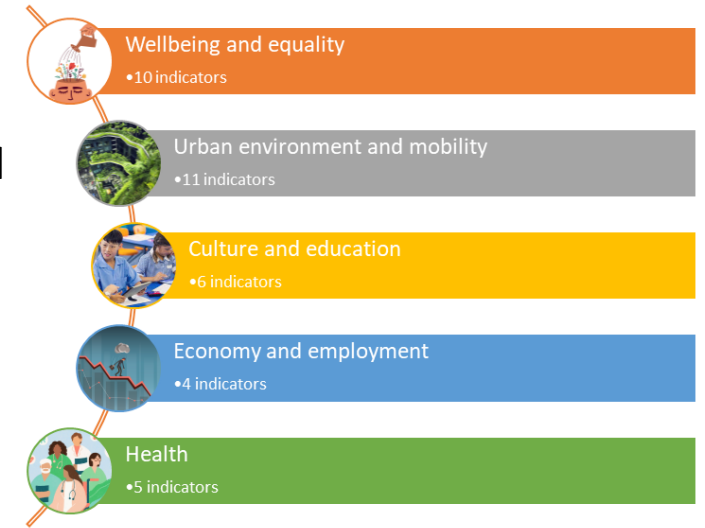 Wellbeing and equality
•10 indicators
Urban environment and mobility
•11 indicators
Culture and education
•6 indicators
Economy and employment
•4 indicators
Health
•5 indicators